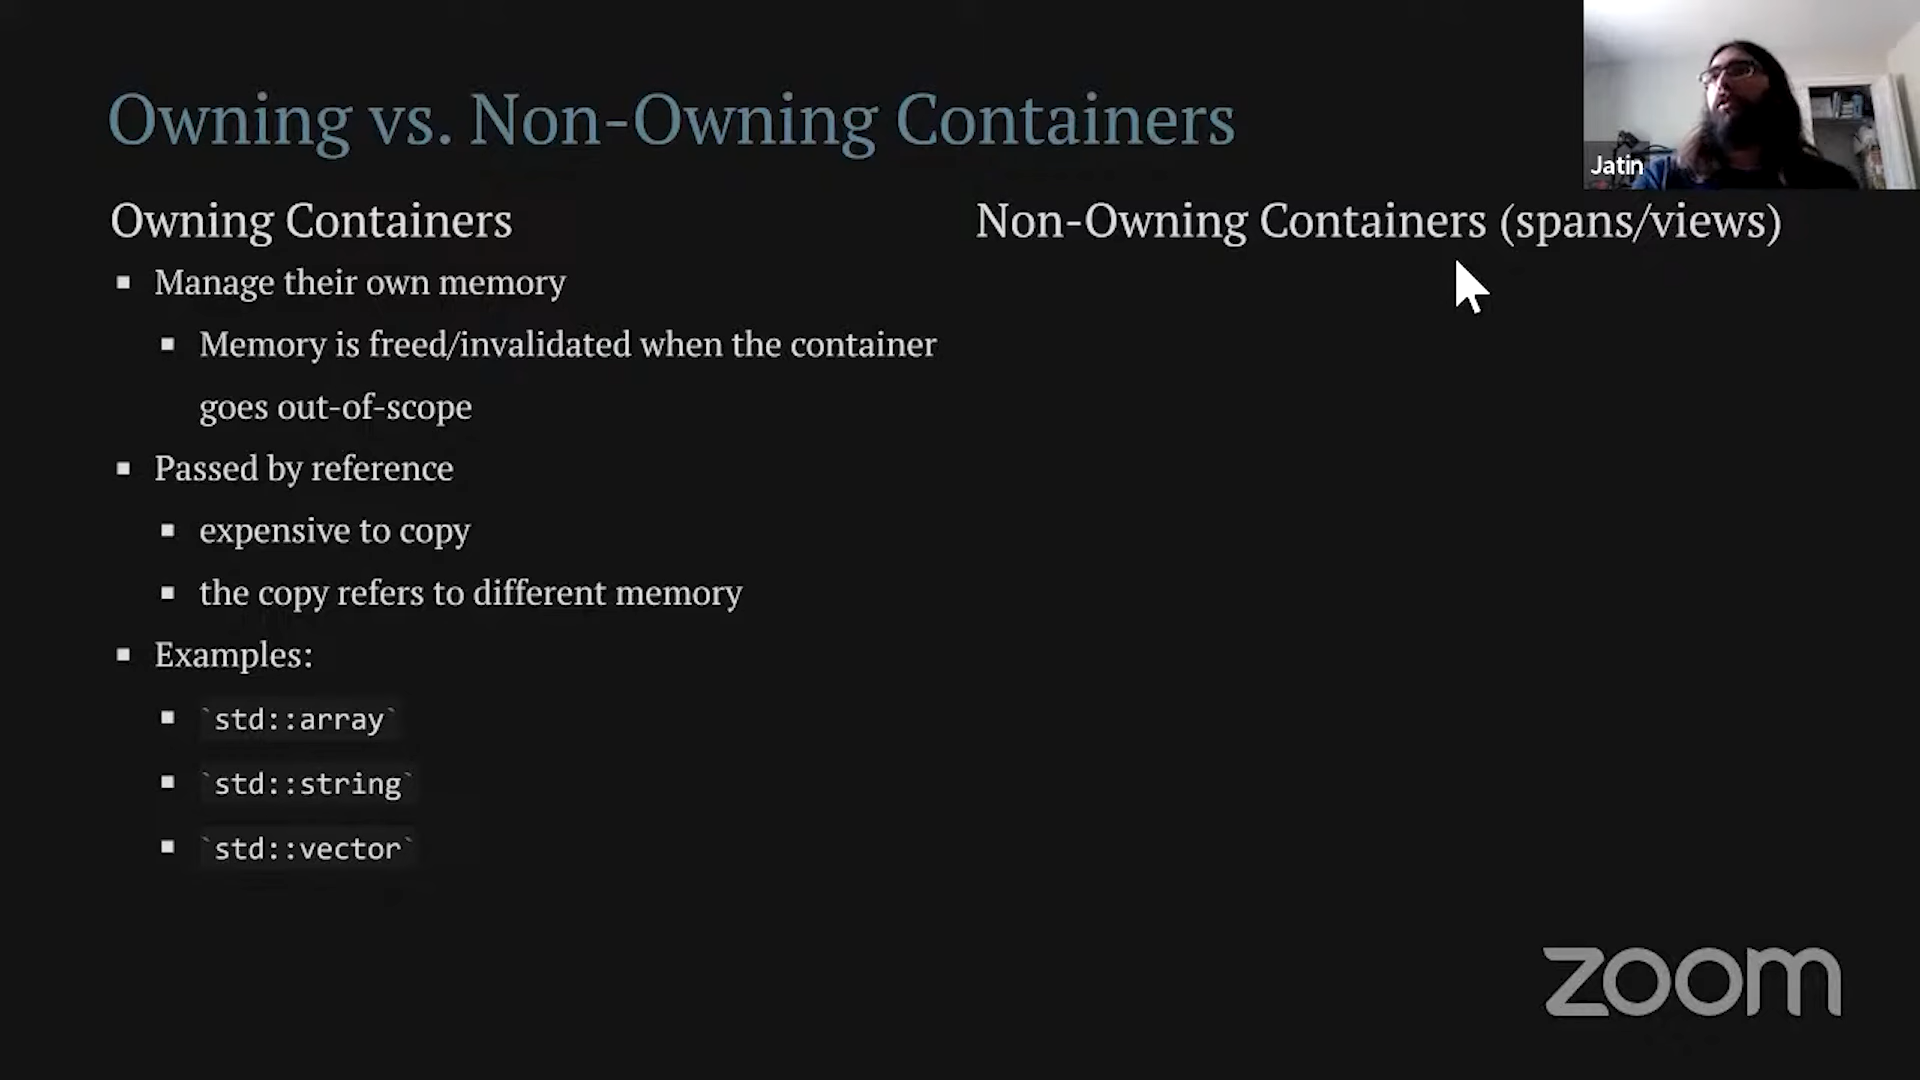 Owning vs. Non-Owning Containers
Jatin
Owning Containers
Manage their own memory
Memory is freed/invalidated when the container
goes out-of-scope
Passed by reference
expensive to copy
the copy refers to different memory
Examples:
`std::array`
`std::string`
`std::vector`
Non-Owning Containers (spans/views)
zoom